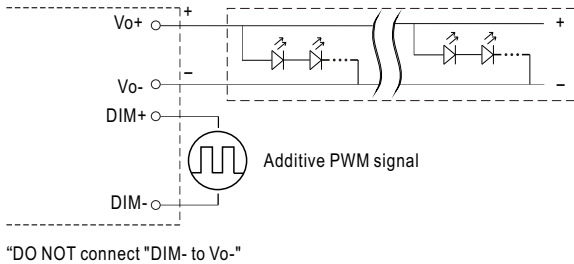 Vo+
+
+
Vo-
−
−
DIM+
Additive PWM signal
DIM-
“DO NOT connect "DIM- to Vo-"